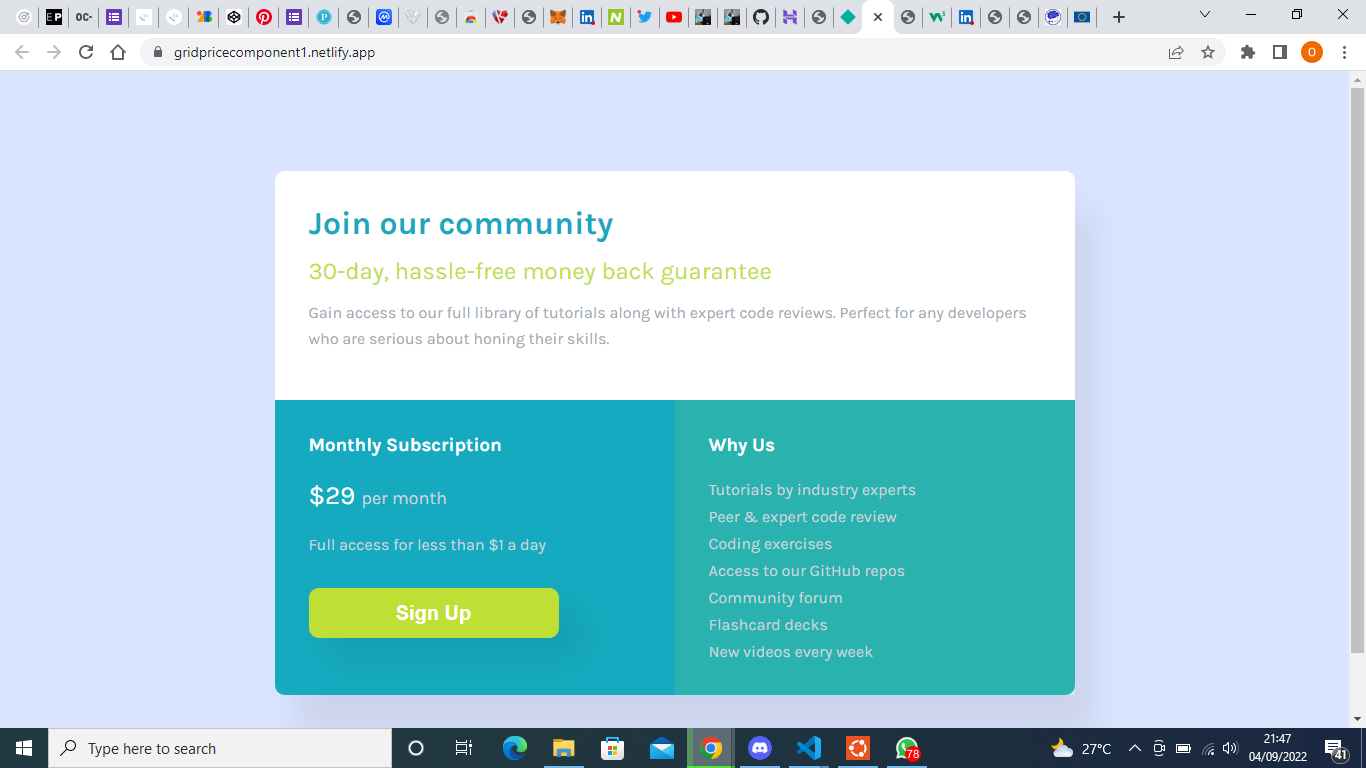 EP
OC-
gridpricecomponent1.netlify.app
O
Join our community
30-day, hassle-free money back guarantee
Gain access to our full library of tutorials along with expert code reviews. Perfect for any developers
who are serious about honing their skills.
Monthly Subscription
$29 per month
Full access for less than $1 a day
Sign Up
Why Us
Tutorials by industry experts
Peer & expert code review
Coding exercises
Access to our GitHub repos
Community forum
Flashcard decks
New videos every week
Type here to search
78
27°C
21:47
04/09/2022
41